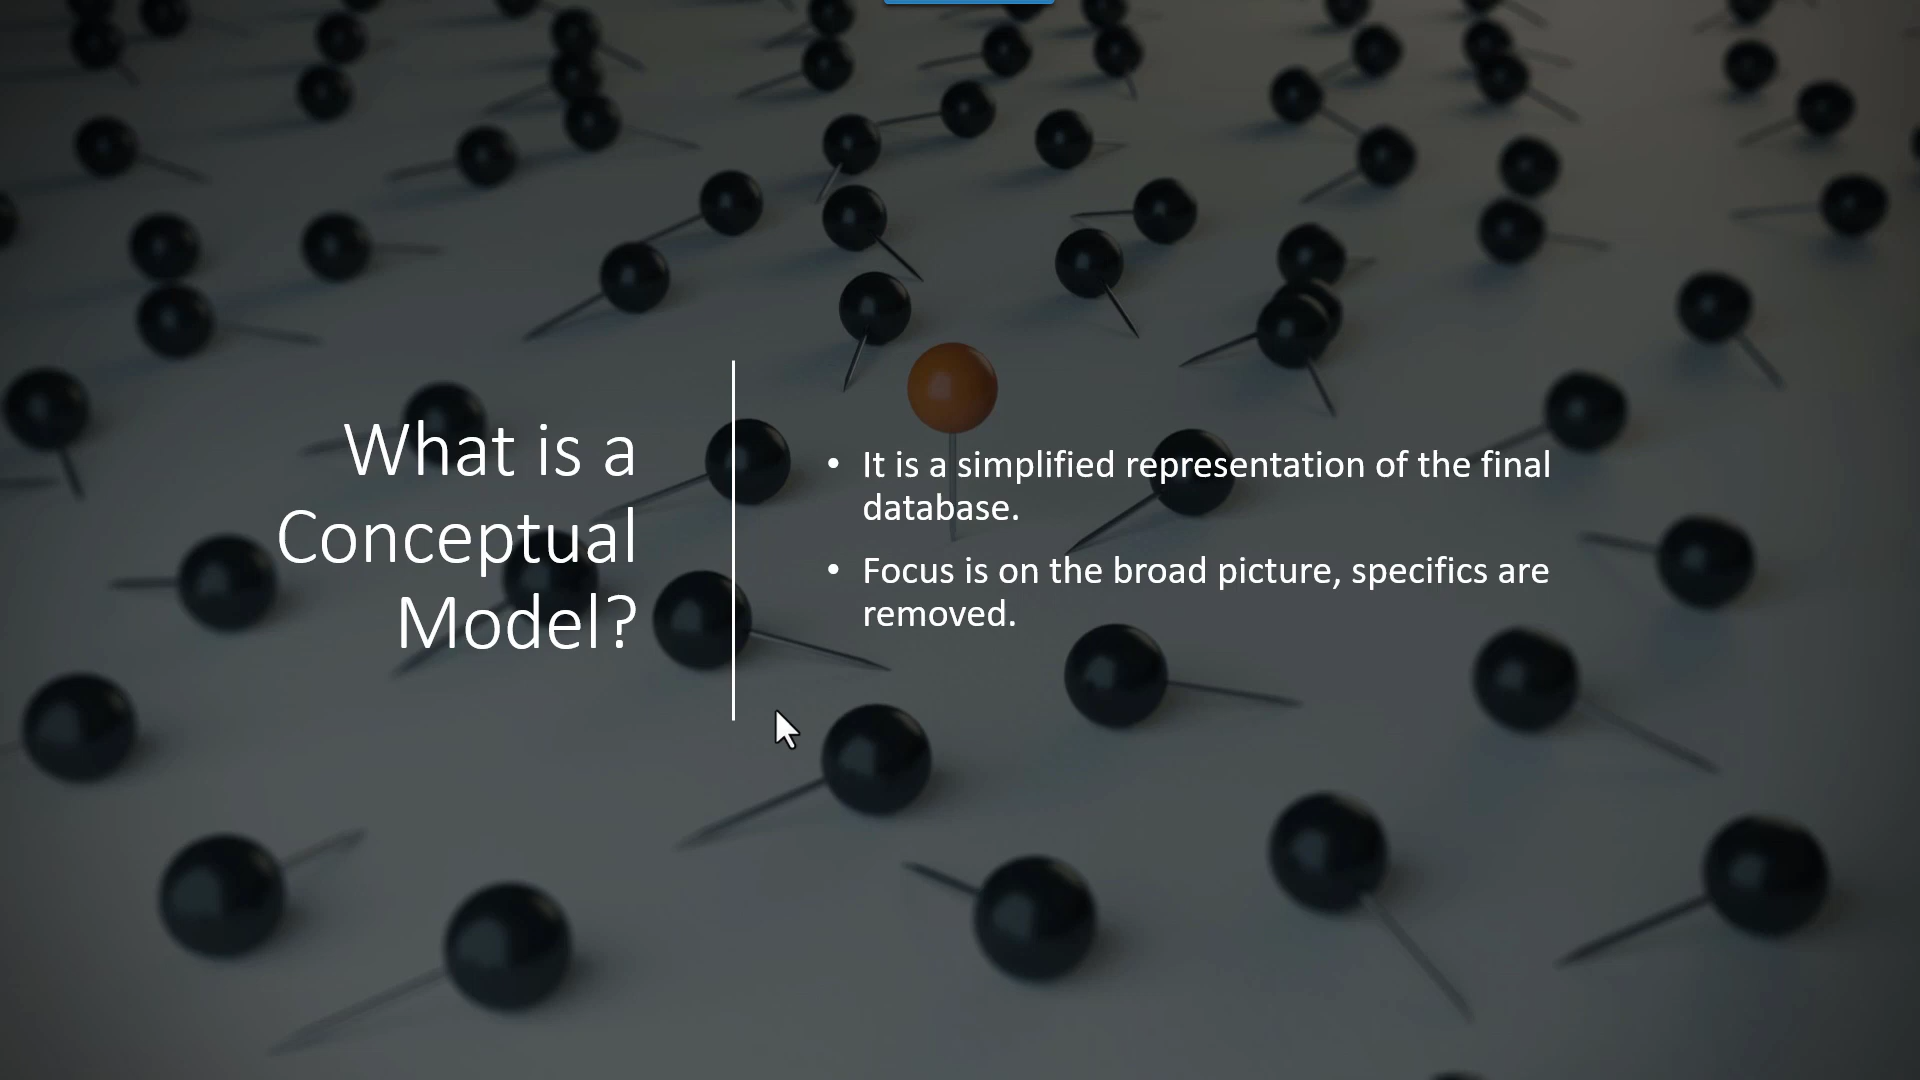 What is a
Conceptual
Model?
• It is a simplified representation of the final
database.
• Focus is on the broad picture, specifics are
removed.